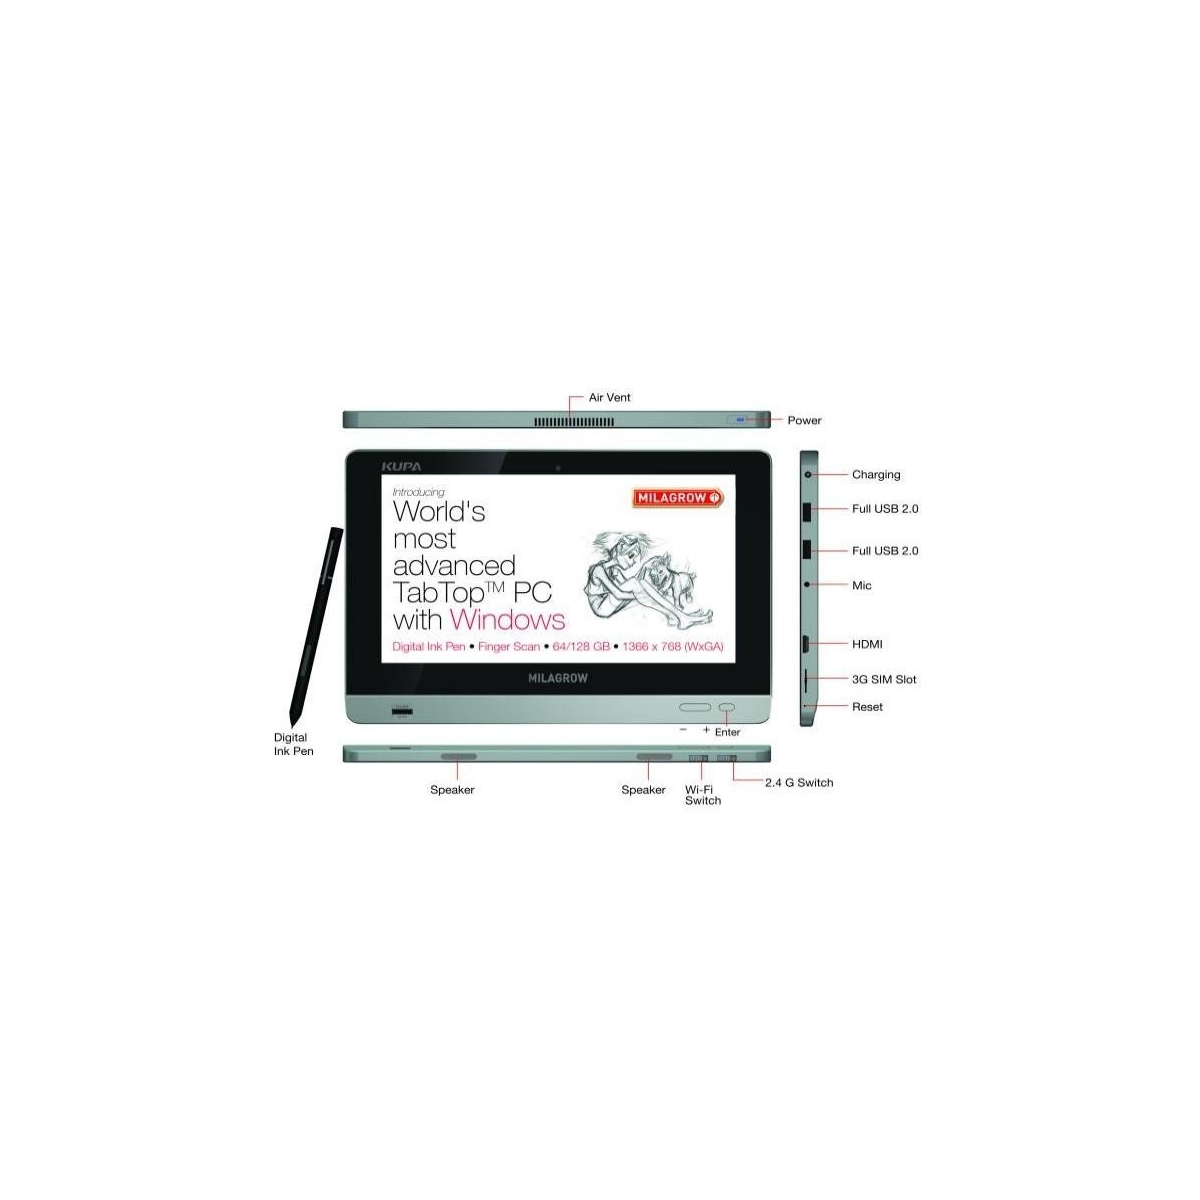 Air Vent
Power
KUPA
Introducing
World's
most
advanced
TabTop™ PC
with Windows
Digital Ink Pen • Finger Scan • 64/128 GB • 1366 x 768 (WxGA)
MILAGROW
MILAGROW
Charging
Full USB 2.0
Full USB 2.0
Mic
HDMI
3G SIM Slot
Reset
Digital
Ink Pen
− + Enter
Speaker
Speaker
Wi-Fi
Switch
2.4 G Switch